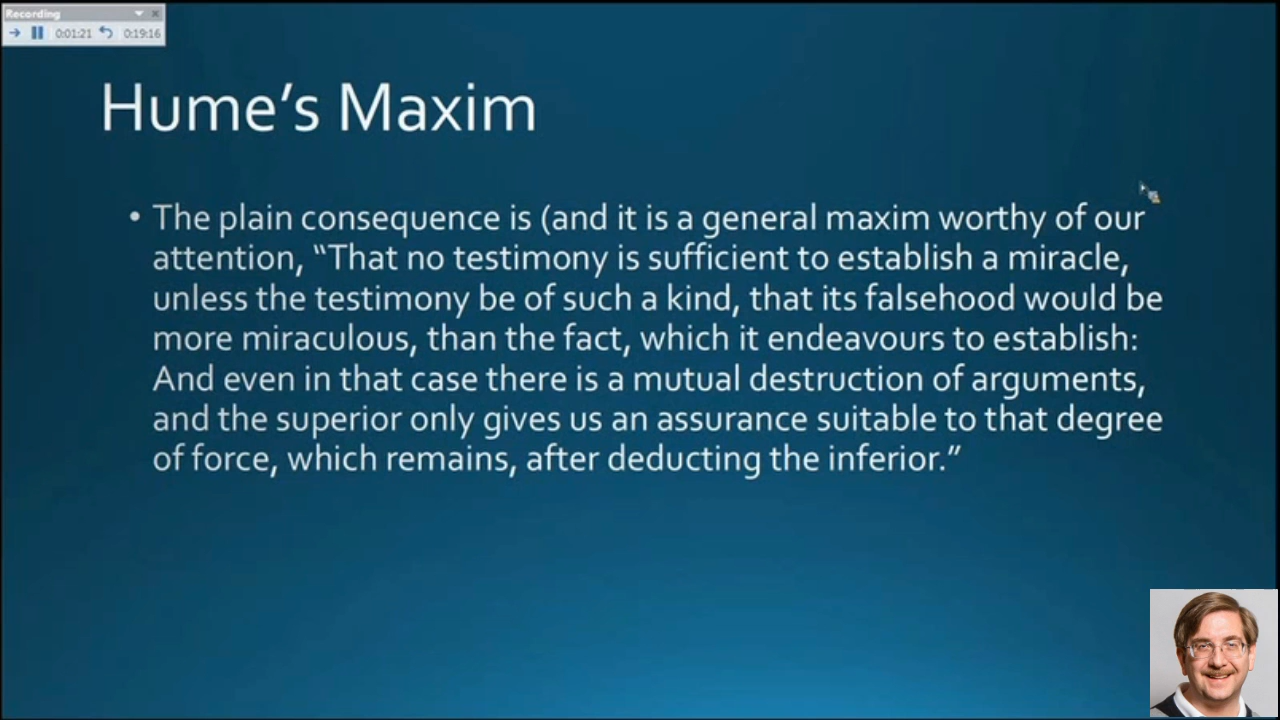 Recording
0:01:21 0:19:16
Hume's Maxim
• The plain consequence is (and it is a general maxim worthy of our
attention, “That no testimony is sufficient to establish a miracle,
unless the testimony be of such a kind, that its falsehood would be
more miraculous, than the fact, which it endeavours to establish:
And even in that case there is a mutual destruction of arguments,
and the superior only gives us an assurance suitable to that degree
of force, which remains, after deducting the inferior.”